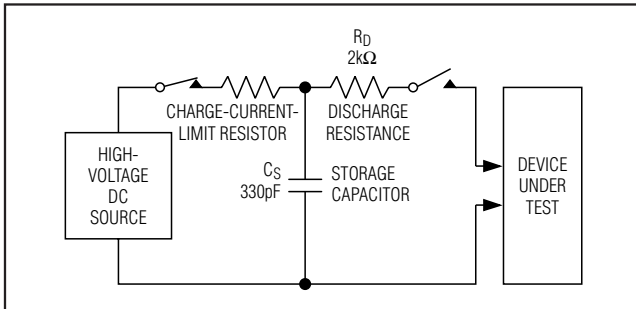 R_D
2kΩ
CHARGE-CURRENT-
LIMIT RESISTOR
DISCHARGE
RESISTANCE
HIGH-
VOLTAGE
DC
SOURCE
C_S
330pF
STORAGE
CAPACITOR
DEVICE
UNDER
TEST